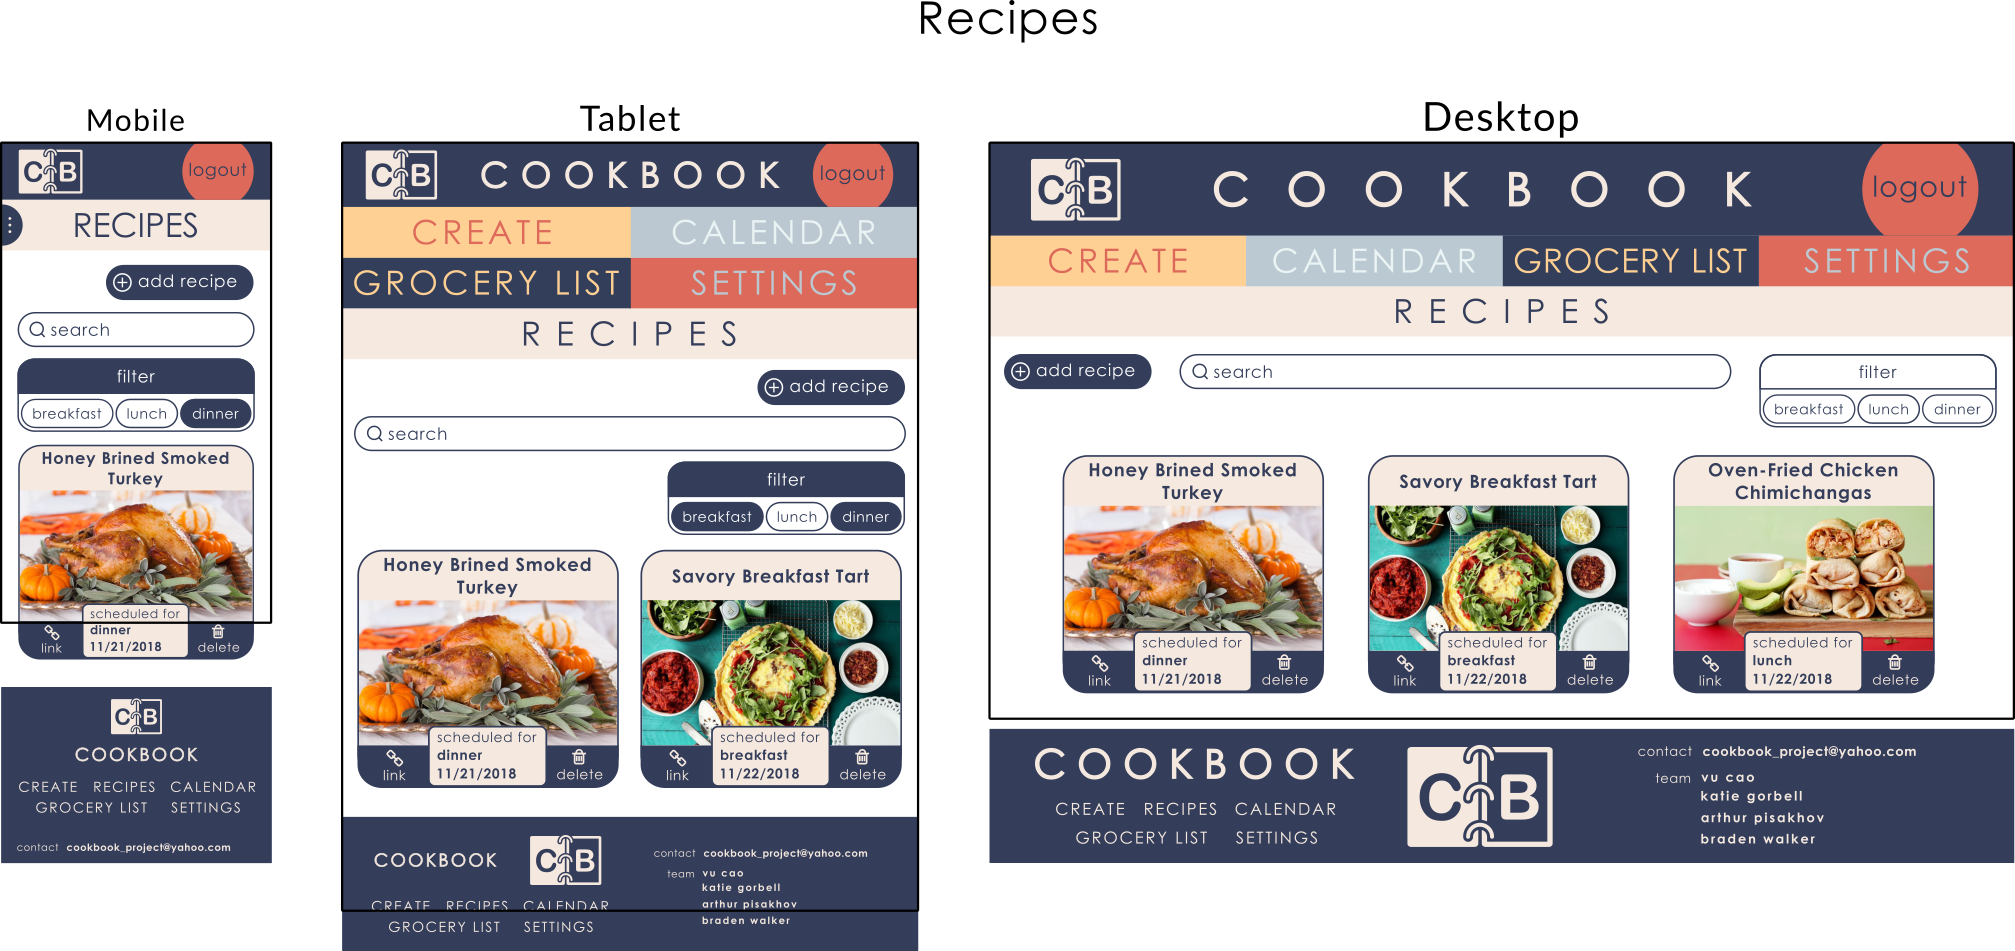 Recipes
Mobile
C B
logout
RECIPES
add recipe
search
filter
breakfast lunch dinner
Honey Brined Smoked
Turkey
scheduled for
dinner
11/21/2018
link
delete
C B
COOKBOOK
CREATE RECIPES CALENDAR
GROCERY LIST SETTINGS
contact cookbook_project@yahoo.com
Tablet
C B
COOKBOOK
logout
CREATE CALENDAR
GROCERY LIST SETTINGS
RECIPES
add recipe
search
filter
breakfast lunch dinner
Honey Brined Smoked
Turkey
scheduled for
dinner
11/21/2018
link
delete
Savory Breakfast Tart
scheduled for
breakfast
11/22/2018
link
delete
COOKBOOK
C B
CREATE RECIPES CALENDAR
GROCERY LIST SETTINGS
contact cookbook_project@yahoo.com
team vu cao
katie gorbell
arthur pisakhov
braden walker
Desktop
C B
COOKBOOK
logout
CREATE CALENDAR GROCERY LIST SETTINGS
RECIPES
add recipe
search
filter
breakfast lunch dinner
Honey Brined Smoked
Turkey
scheduled for
dinner
11/21/2018
link
delete
Savory Breakfast Tart
scheduled for
breakfast
11/22/2018
link
delete
Oven-Fried Chicken
Chimichangas
scheduled for
lunch
11/22/2018
link
delete
COOKBOOK
CREATE RECIPES CALENDAR
GROCERY LIST SETTINGS
C B
contact cookbook_project@yahoo.com
team vu cao
katie gorbell
arthur pisakhov
braden walker